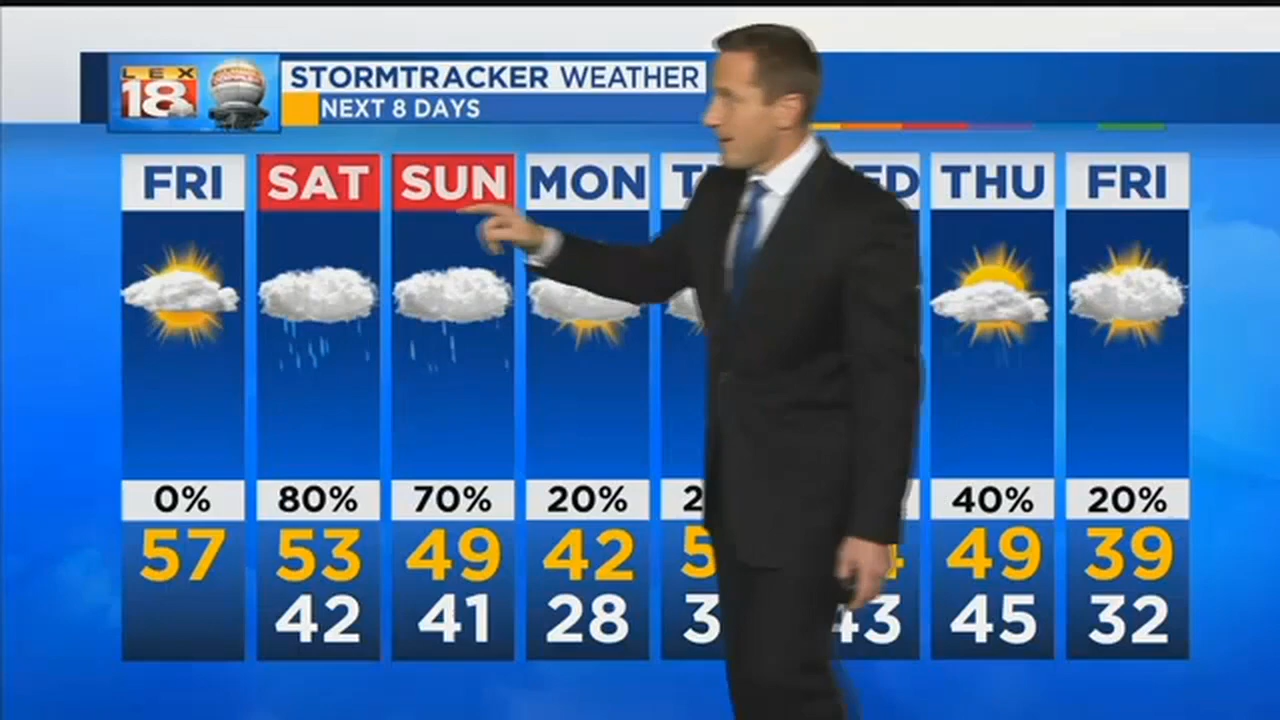 LEX
18
STORMTRACKER WEATHER
NEXT 8 DAYS
FRI SAT SUN MON THU FRI
0% 80% 70% 20% 40% 20%
57 53 49 42 49 39
42 41 28 45 32